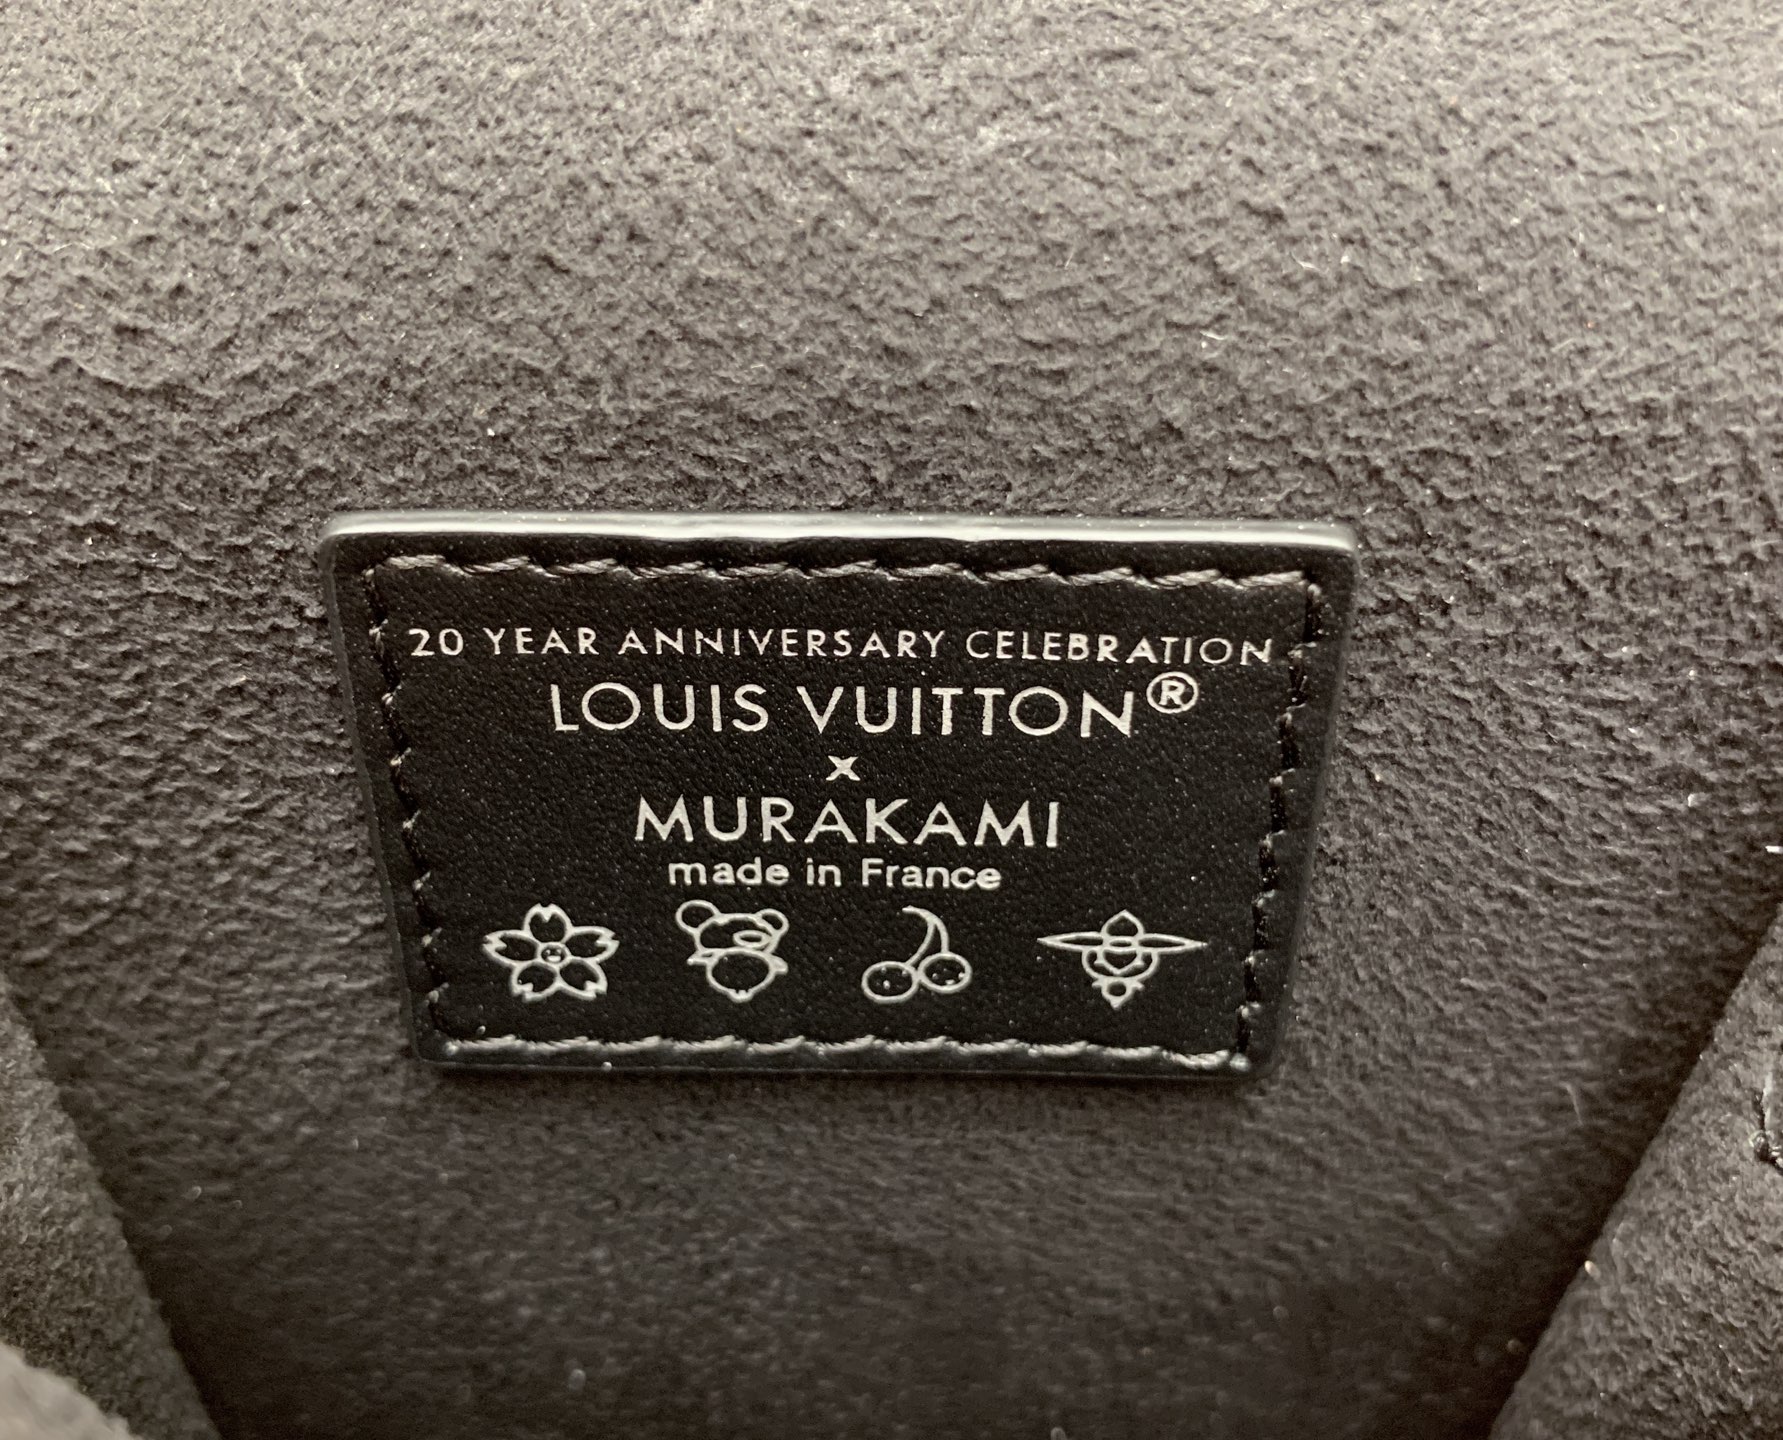 20 YEAR ANNIVERSARY CELEBRATION
LOUIS VUITTON®
x
MURAKAMI
made in France